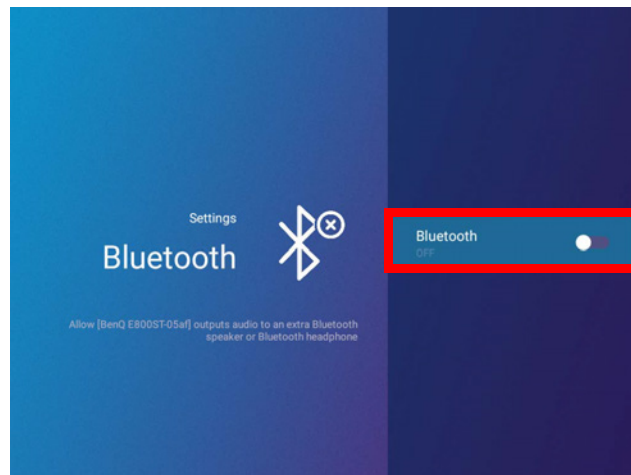 Settings
Bluetooth
Allow [BenQ E800ST-05af] outputs audio to an extra Bluetooth
speaker or Bluetooth headphone
Bluetooth
OFF